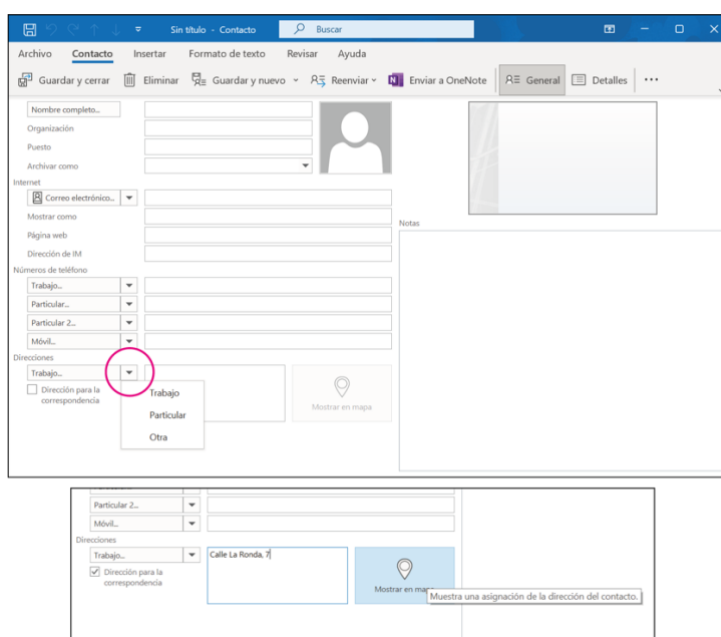 Sin título - Contacto Buscar
Archivo Contacto Insertar Formato de texto Revisar Ayuda
Guardar y cerrar Eliminar Guardar y nuevo Reenviar Enviar a OneNote General Detalles ...
Nombre completo...
Organización
Puesto
Archivar como
Internet
Correo electrónico...
Mostrar como
Página web
Dirección de IM
Notas
Números de teléfono
Trabajo...
Particular...
Particular 2...
Móvil...
Direcciones
Trabajo...
Dirección para la
correspondencia
Trabajo
Particular
Otra
Mostrar en mapa
Particular 2...
Móvil...
Direcciones
Trabajo... Calle La Ronda, 7
Dirección para la
correspondencia
Mostrar en
Muestra una asignación de la dirección del contacto.